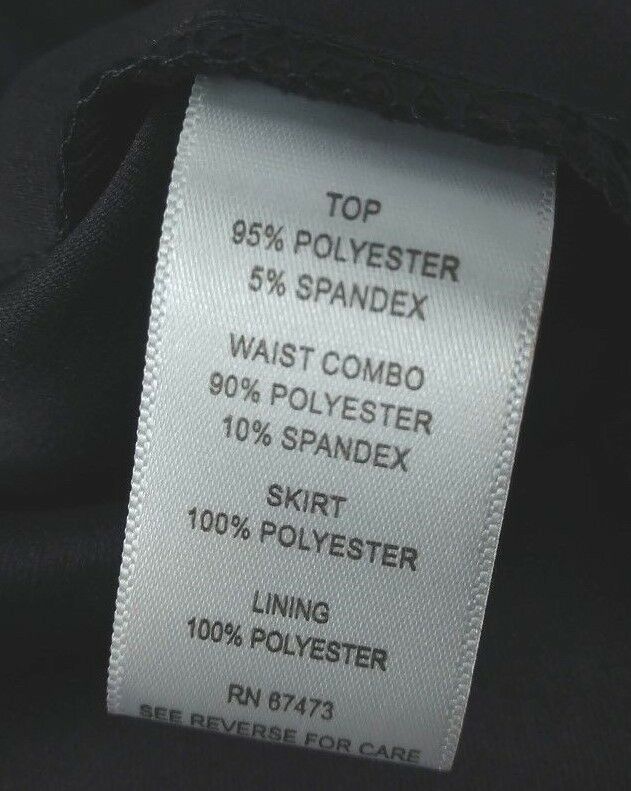 TOP
95% POLYESTER
5% SPANDEX
WAIST COMBO
90% POLYESTER
10% SPANDEX
SKIRT
100% POLYESTER
LINING
100% POLYESTER
RN 67473
SEE REVERSE FOR CARE